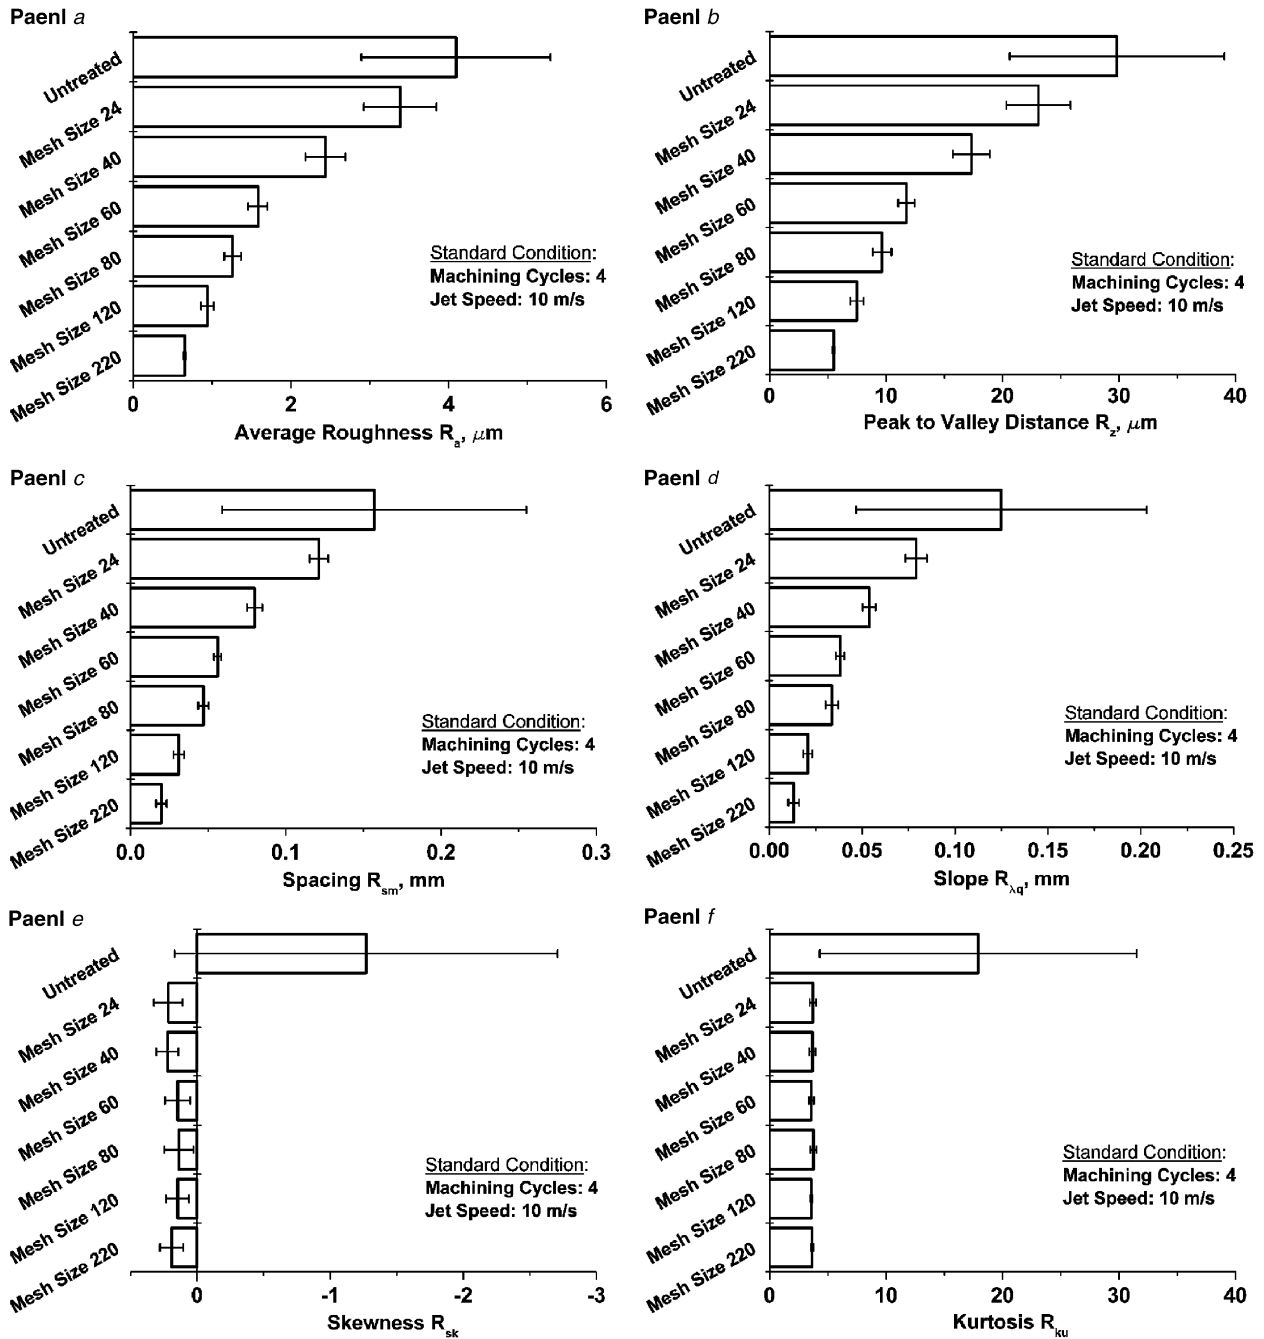 Paenl a
Untreated
Mesh Size 24
Mesh Size 40
Mesh Size 60
Mesh Size 80
Mesh Size 120
Mesh Size 220
Standard Condition:
Machining Cycles: 4
Jet Speed: 10 m/s
0 2 4 6
Average Roughness Ra, μm
Paenl b
Untreated
Mesh Size 24
Mesh Size 40
Mesh Size 60
Mesh Size 80
Mesh Size 120
Mesh Size 220
Standard Condition:
Machining Cycles: 4
Jet Speed: 10 m/s
0 10 20 30 40
Peak to Valley Distance Rz, μm
Paenl c
Untreated
Mesh Size 24
Mesh Size 40
Mesh Size 60
Mesh Size 80
Mesh Size 120
Mesh Size 220
Standard Condition:
Machining Cycles: 4
Jet Speed: 10 m/s
0.0 0.1 0.2 0.3
Spacing Rsm, mm
Paenl d
Untreated
Mesh Size 24
Mesh Size 40
Mesh Size 60
Mesh Size 80
Mesh Size 120
Mesh Size 220
Standard Condition:
Machining Cycles: 4
Jet Speed: 10 m/s
0.00 0.05 0.10 0.15 0.20 0.25
Slope Rλq, mm
Paenl e
Untreated
Mesh Size 24
Mesh Size 40
Mesh Size 60
Mesh Size 80
Mesh Size 120
Mesh Size 220
Standard Condition:
Machining Cycles: 4
Jet Speed: 10 m/s
0 -1 -2 -3
Skewness Rsk
Paenl f
Untreated
Mesh Size 24
Mesh Size 40
Mesh Size 60
Mesh Size 80
Mesh Size 120
Mesh Size 220
Standard Condition:
Machining Cycles: 4
Jet Speed: 10 m/s
0 10 20 30 40
Kurtosis Rku